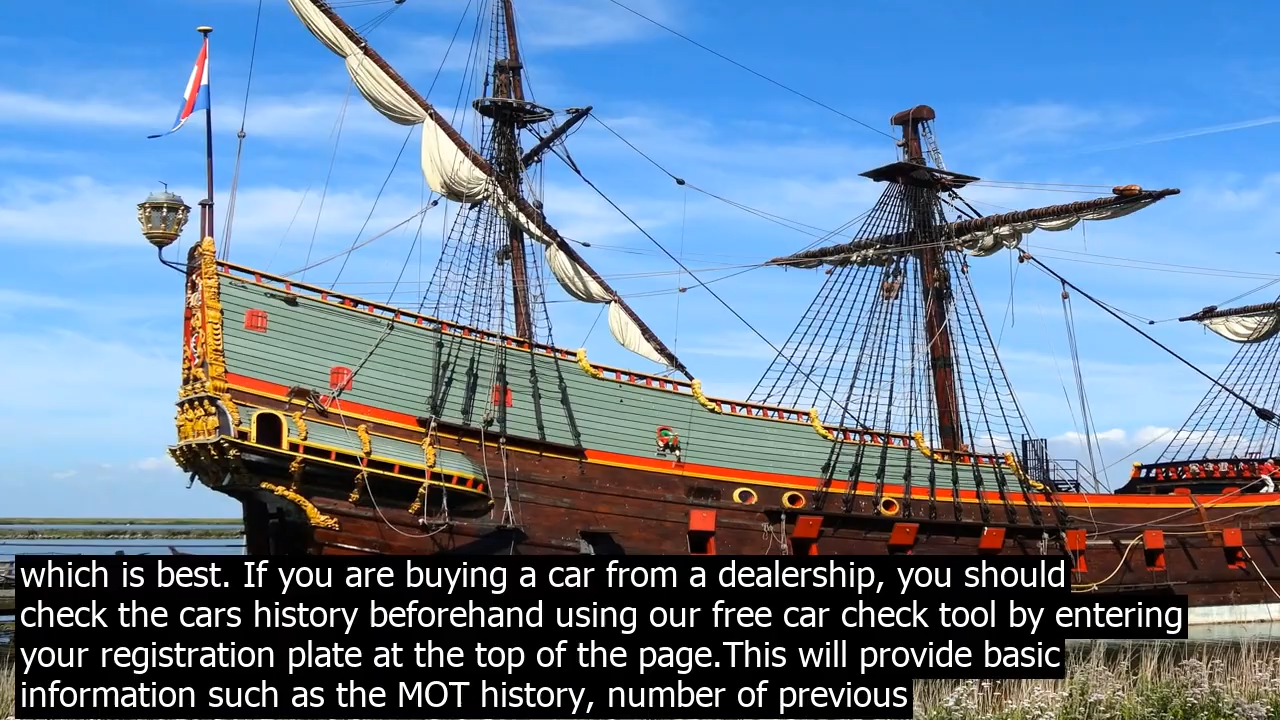 which is best. If you are buying a car from a dealership, you should
check the cars history beforehand using our free car check tool by entering
your registration plate at the top of the page.This will provide basic
information such as the MOT history, number of previous